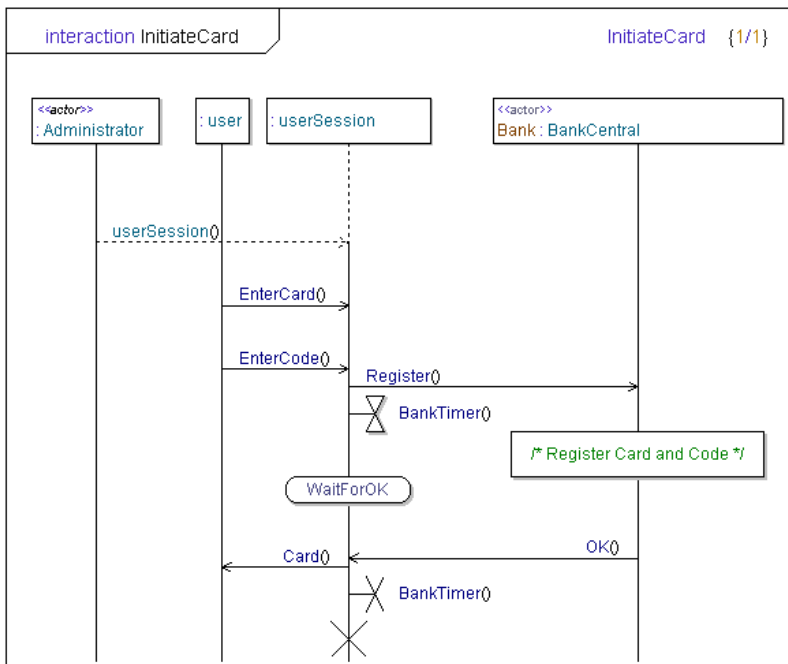 interaction InitiateCard
InitiateCard {1/1}
<<actor>>
: Administrator
: user
: userSession
<<actor>>
Bank : BankCentral
userSession()
EnterCard()
EnterCode()
Register()
BankTimer()
/* Register Card and Code */
WaitForOK
OK()
Card()
BankTimer()